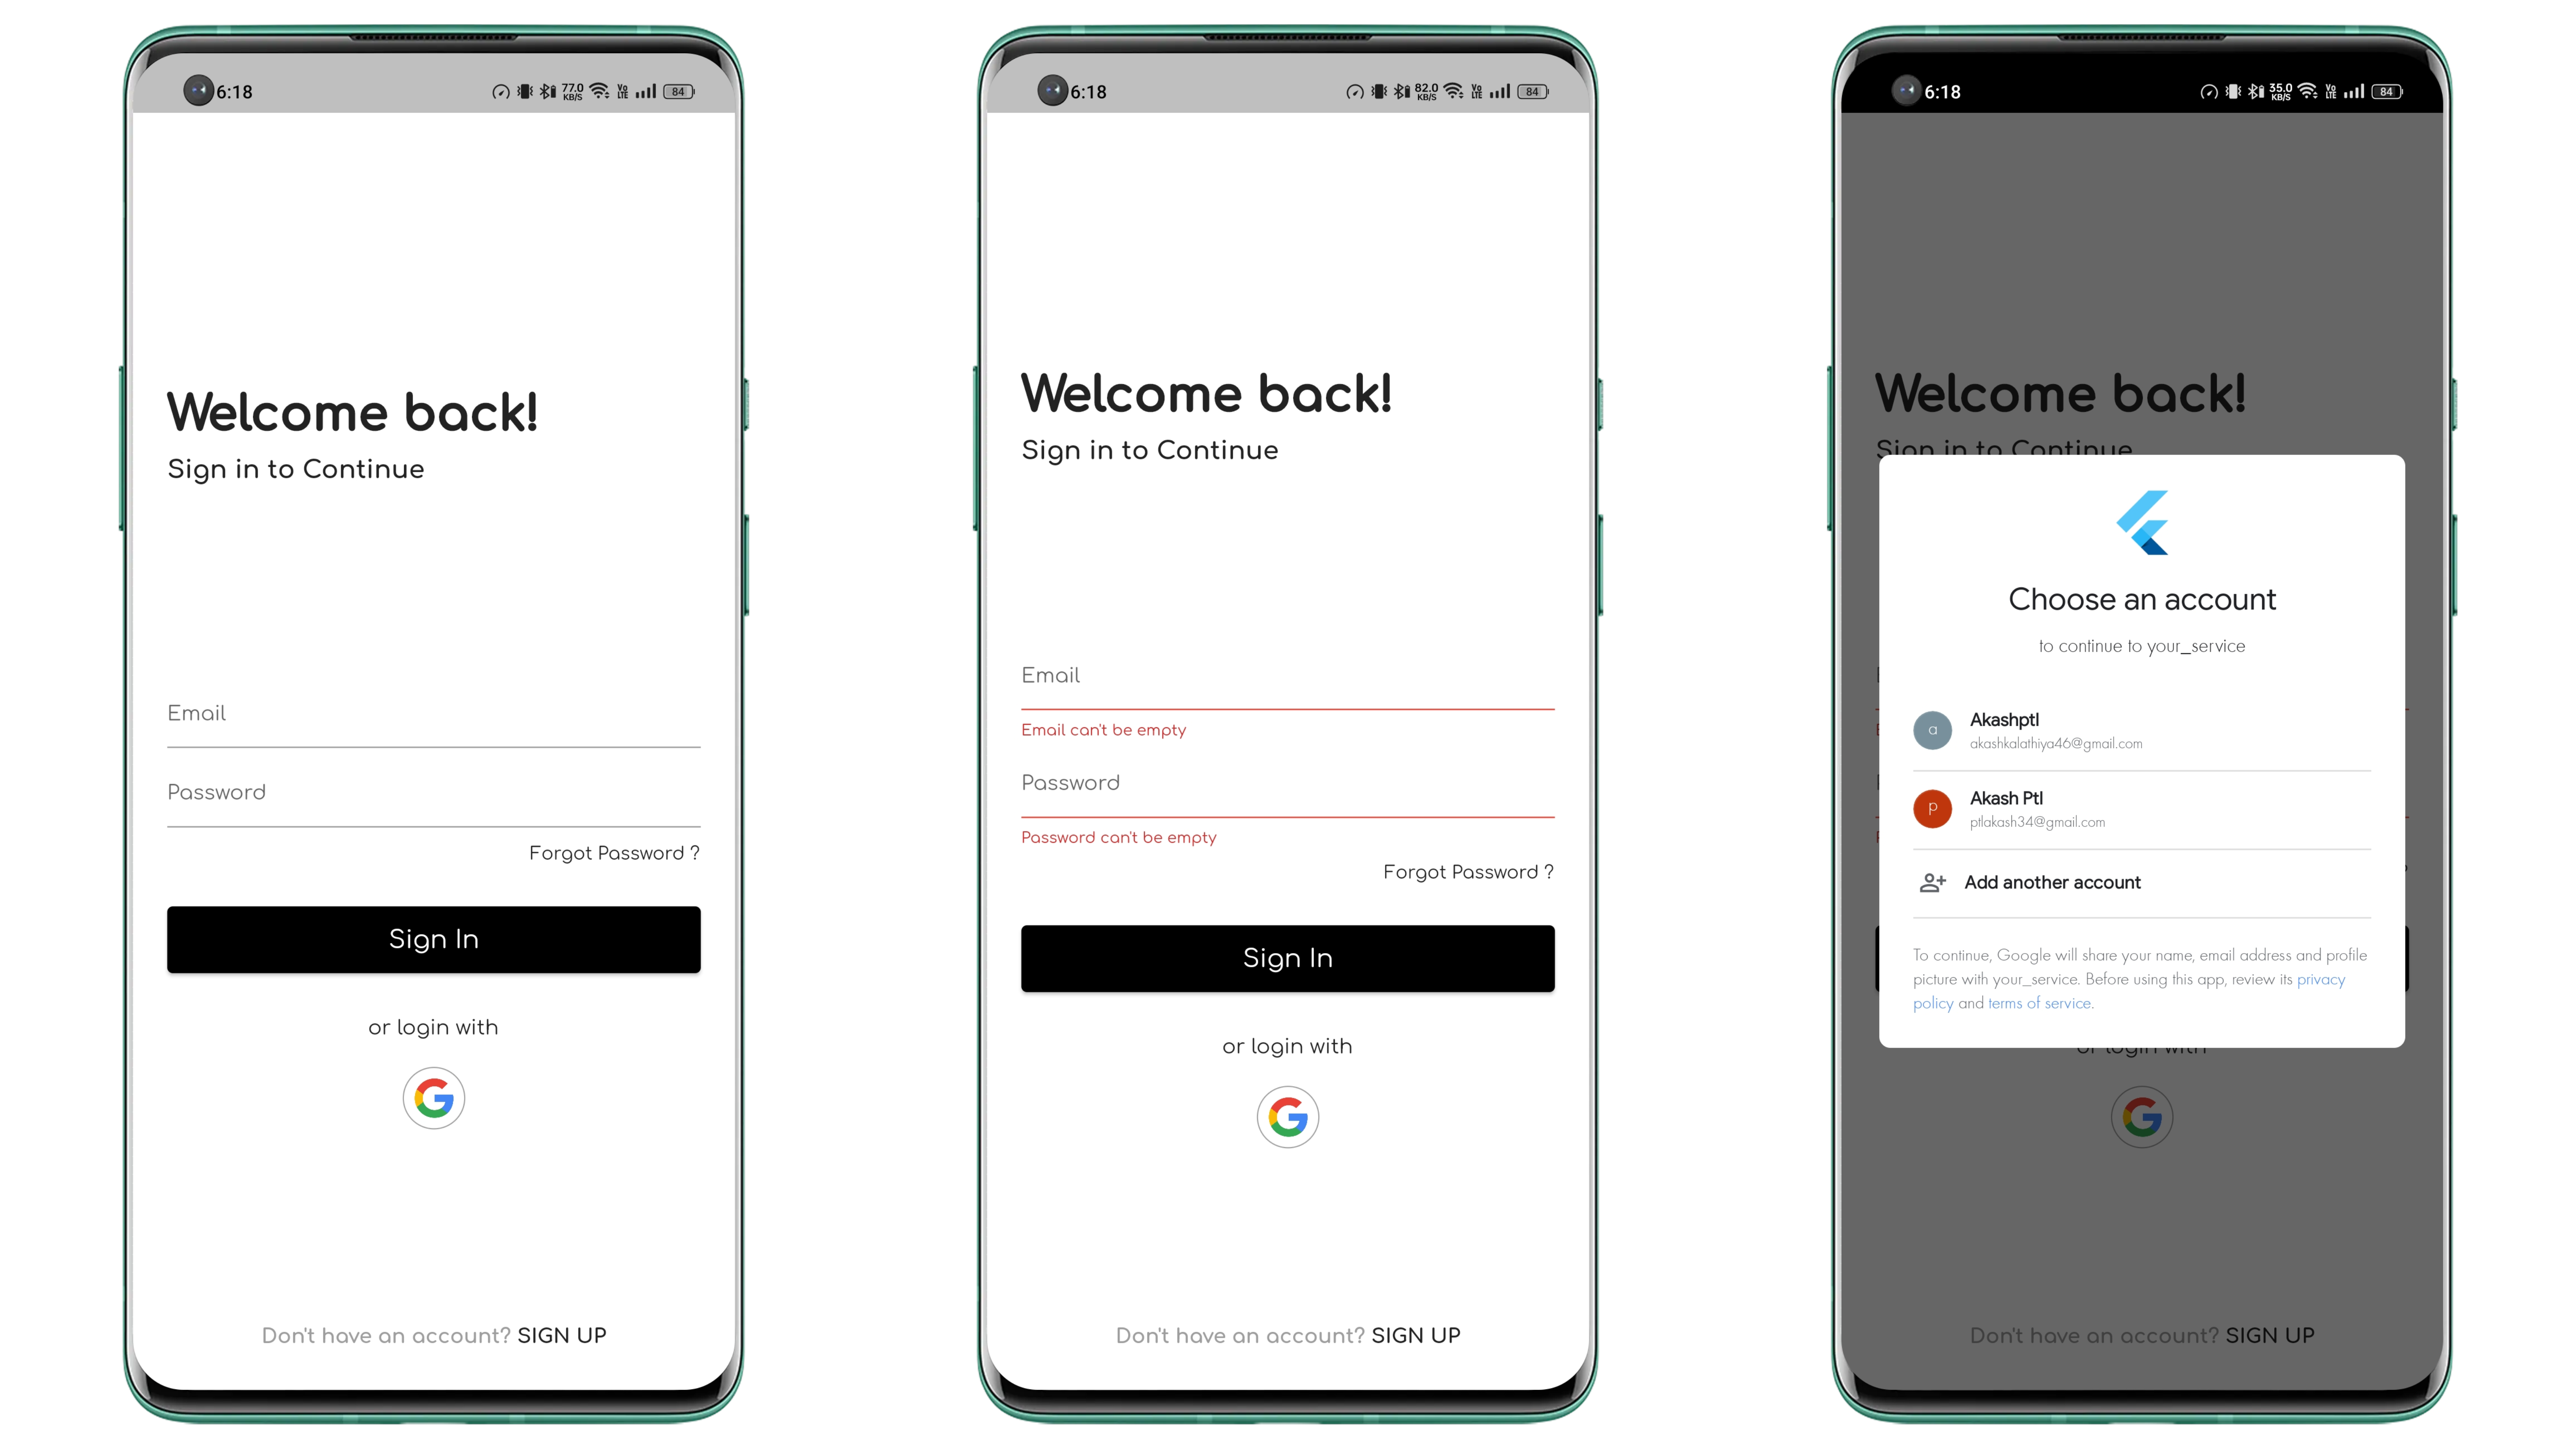 6:18
77.0
KB/S
Vo
LTE
84
Welcome back!
Sign in to Continue
Email
Password
Forgot Password ?
Sign In
or login with
G
Don't have an account? SIGN UP
6:18
82.0
KB/S
Vo
LTE
84
Welcome back!
Sign in to Continue
Email
Email can't be empty
Password
Password can't be empty
Forgot Password ?
Sign In
or login with
G
Don't have an account? SIGN UP
6:18
35.0
KB/S
Vo
LTE
84
Welcome back!
Sign in to Continue
Choose an account
to continue to your_service
a
Akashptl
akashkalathiya46@gmail.com
p
Akash Ptl
ptlakash34@gmail.com
Add another account
To continue, Google will share your name, email address and profile
picture with your_service. Before using this app, review its privacy
policy and terms of service.
or login with
G
Don't have an account? SIGN UP